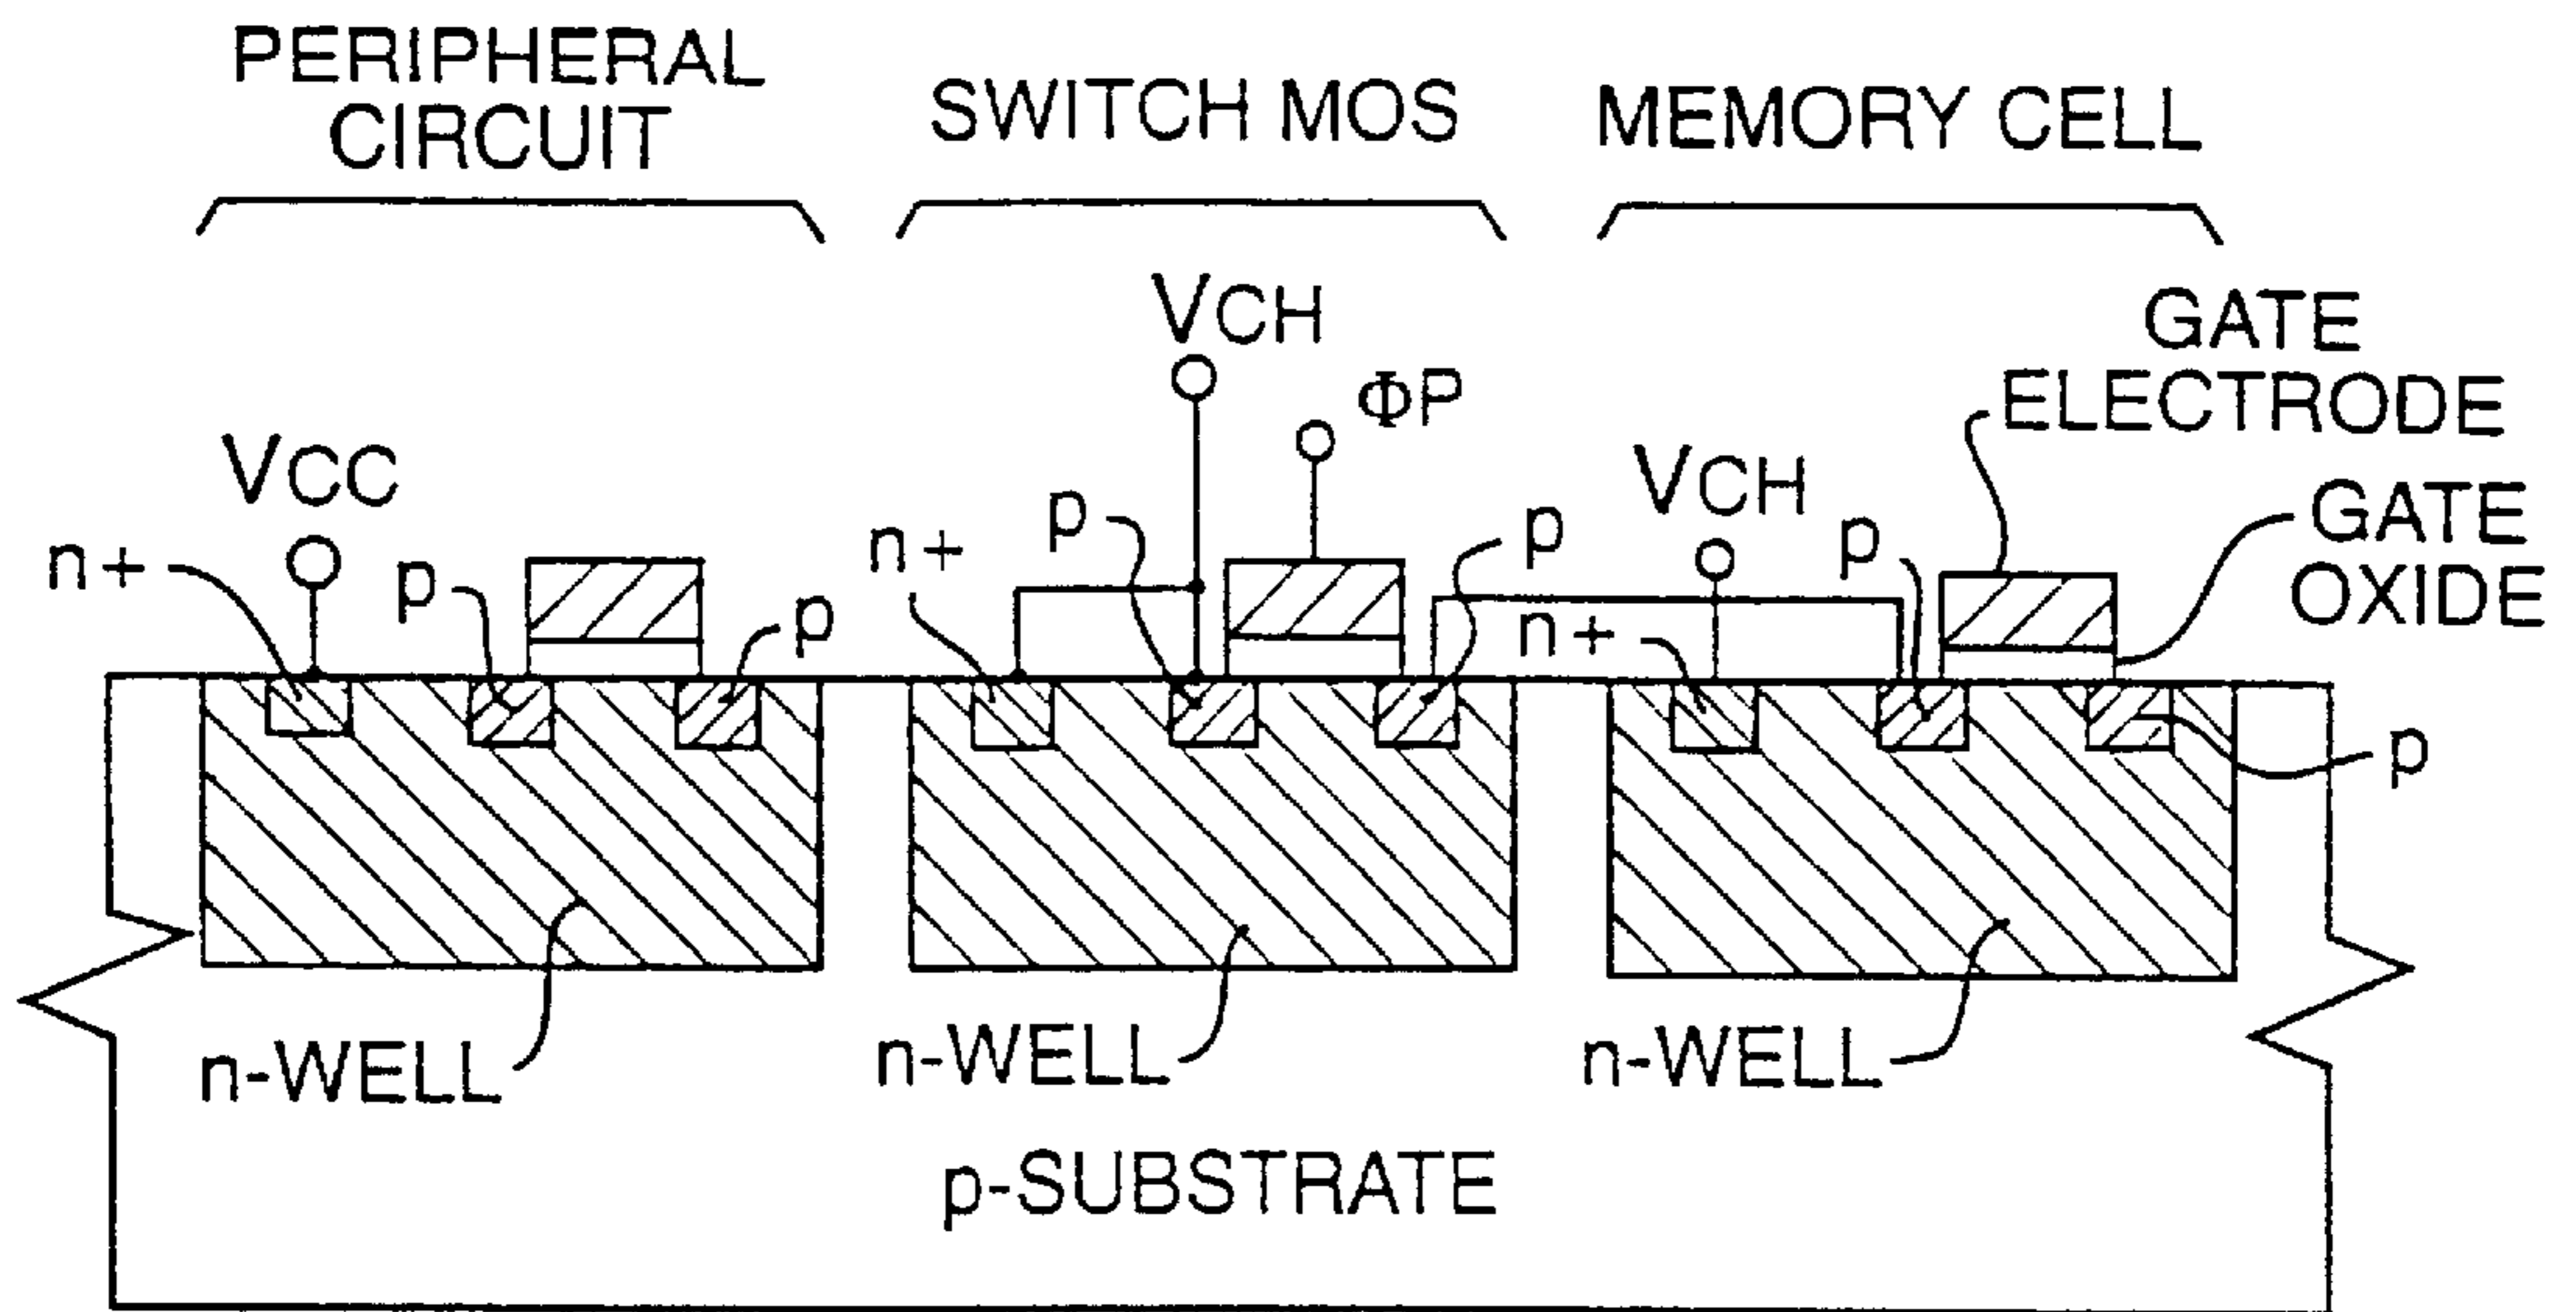 PERIPHERAL
CIRCUIT
SWITCH MOS
MEMORY CELL
VCH
ΦP
GATE
ELECTRODE
VCC
VCH
GATE
OXIDE
n+
p
p
n+
p
p
n+
p
p
n-WELL
n-WELL
n-WELL
p-SUBSTRATE